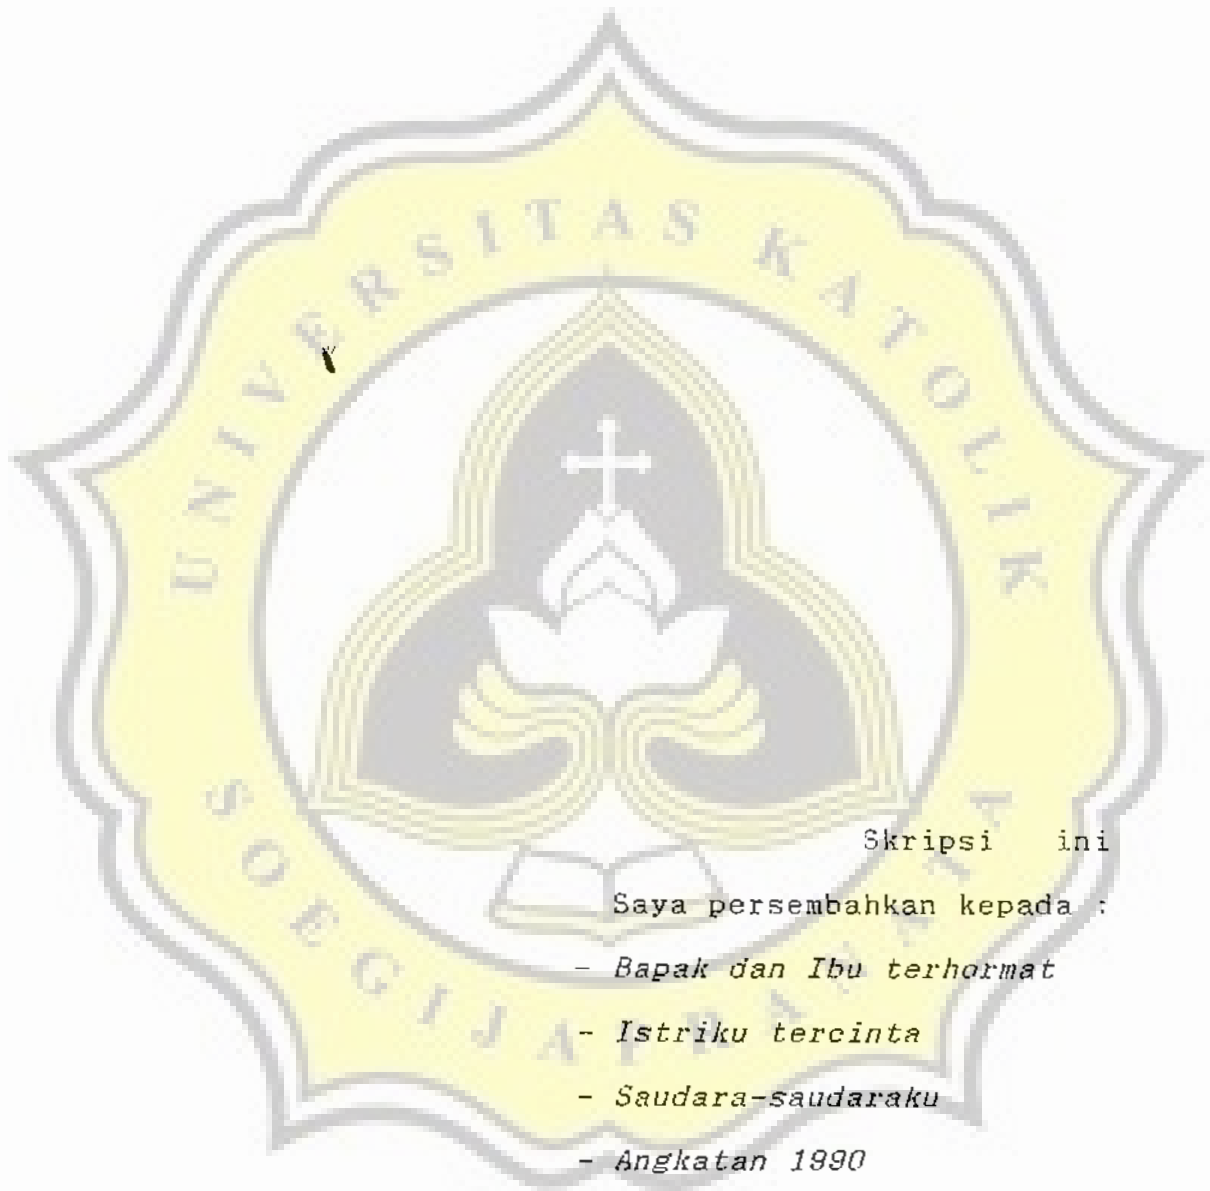 UNIVERSITAS KATOLIK
SOEGIJAPRANATA
Skripsi ini
Saya persembahkan kepada :
- Bapak dan Ibu terhormat
- Istriku tercinta
- Saudara-saudaraku
- Angkatan 1990